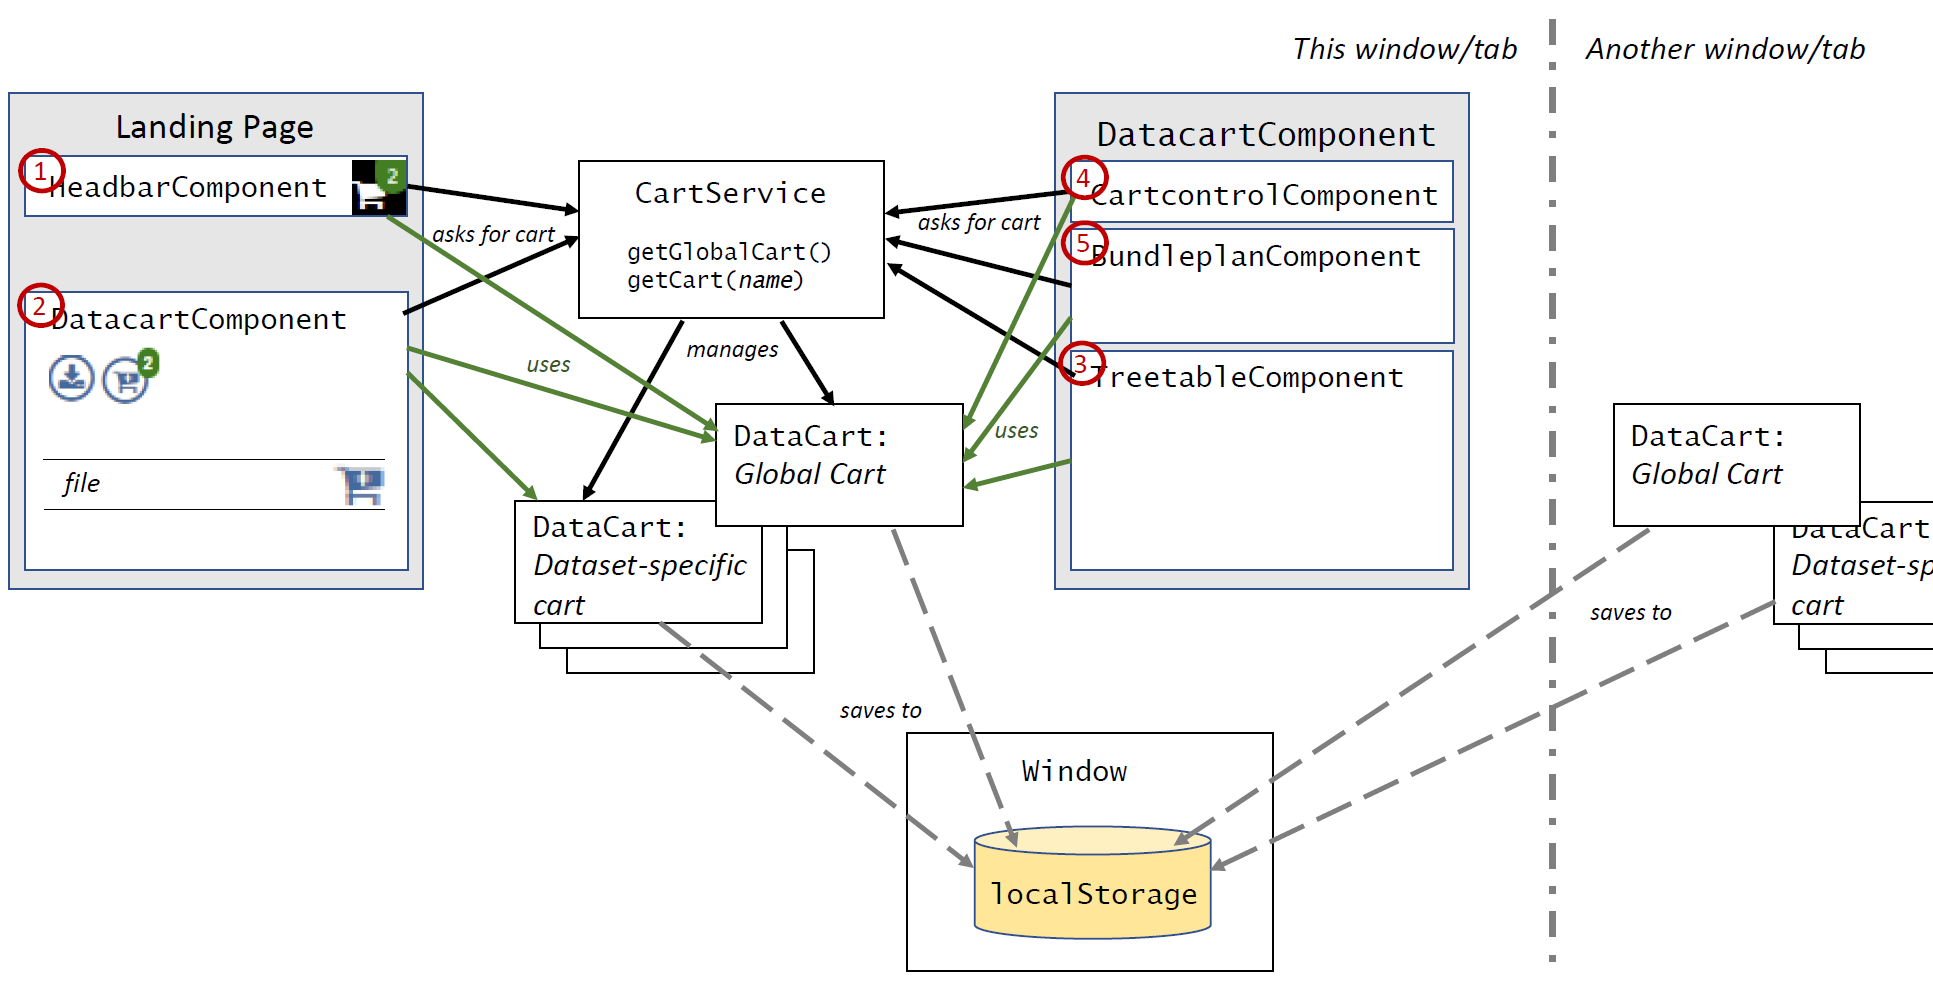 This window/tab
Another window/tab
Landing Page
1
HeadbarComponent
2
asks for cart
2
DatacartComponent
2
file
CartService
getGlobalCart()
getCart(name)
manages
uses
DatacartComponent
4
CartcontrolComponent
asks for cart
5
BundleplanComponent
3
TreetableComponent
uses
DataCart:
Global Cart
DataCart:
Dataset-specific
cart
saves to
Window
localStorage
DataCart:
Global Cart
DataCart
Dataset-sp
cart
saves to